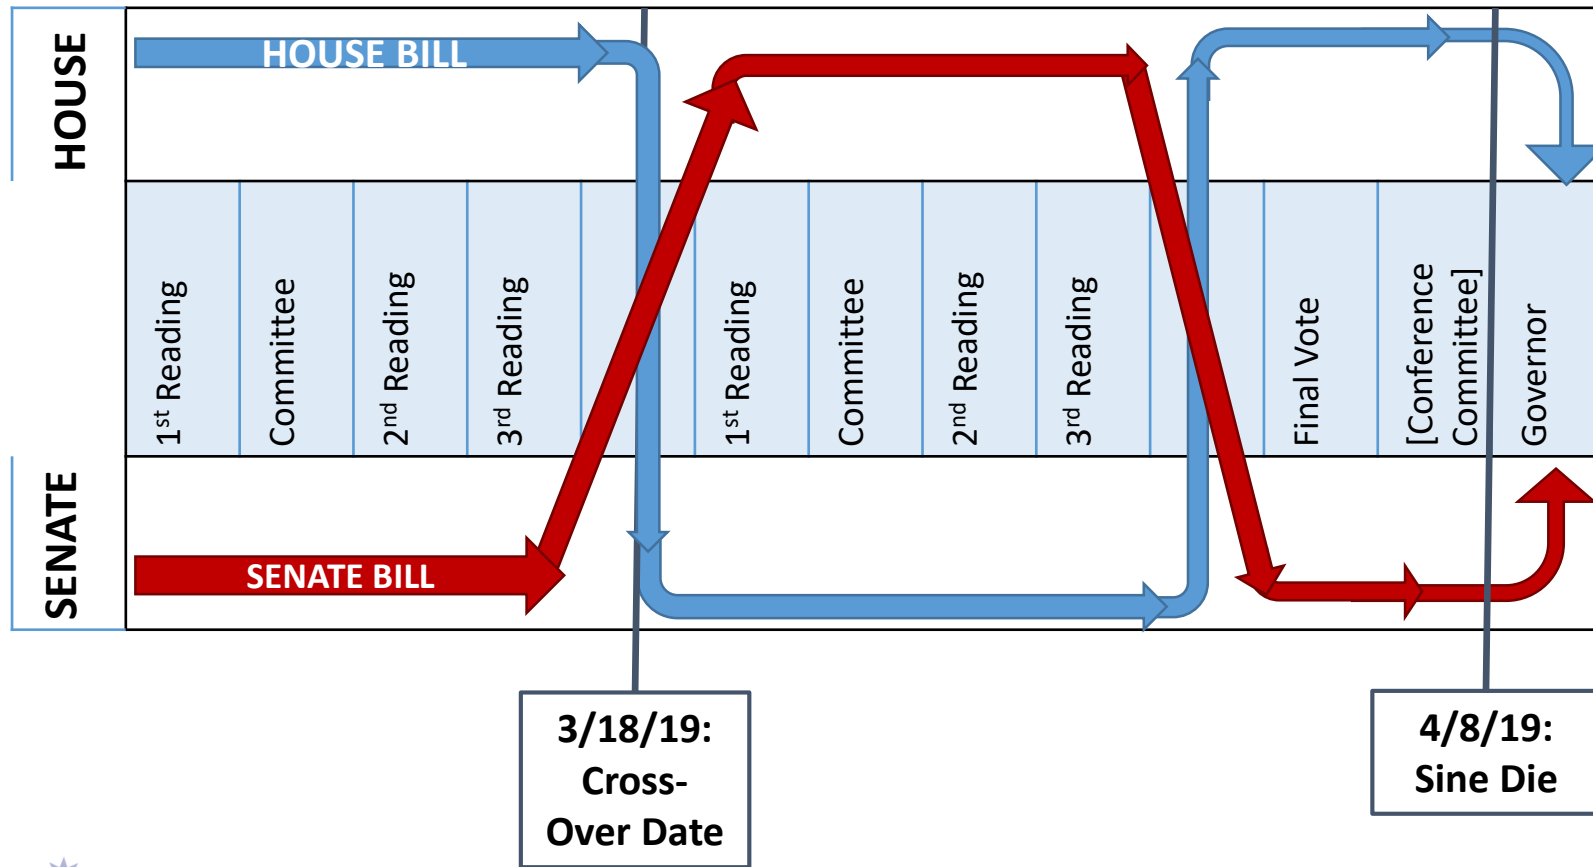 HOUSE
HOUSE BILL
1st Reading
Committee
2nd Reading
3rd Reading
1st Reading
Committee
2nd Reading
3rd Reading
Final Vote
[Conference
Committee]
Governor
SENATE
SENATE BILL
3/18/19:
Cross-
Over Date
4/8/19:
Sine Die